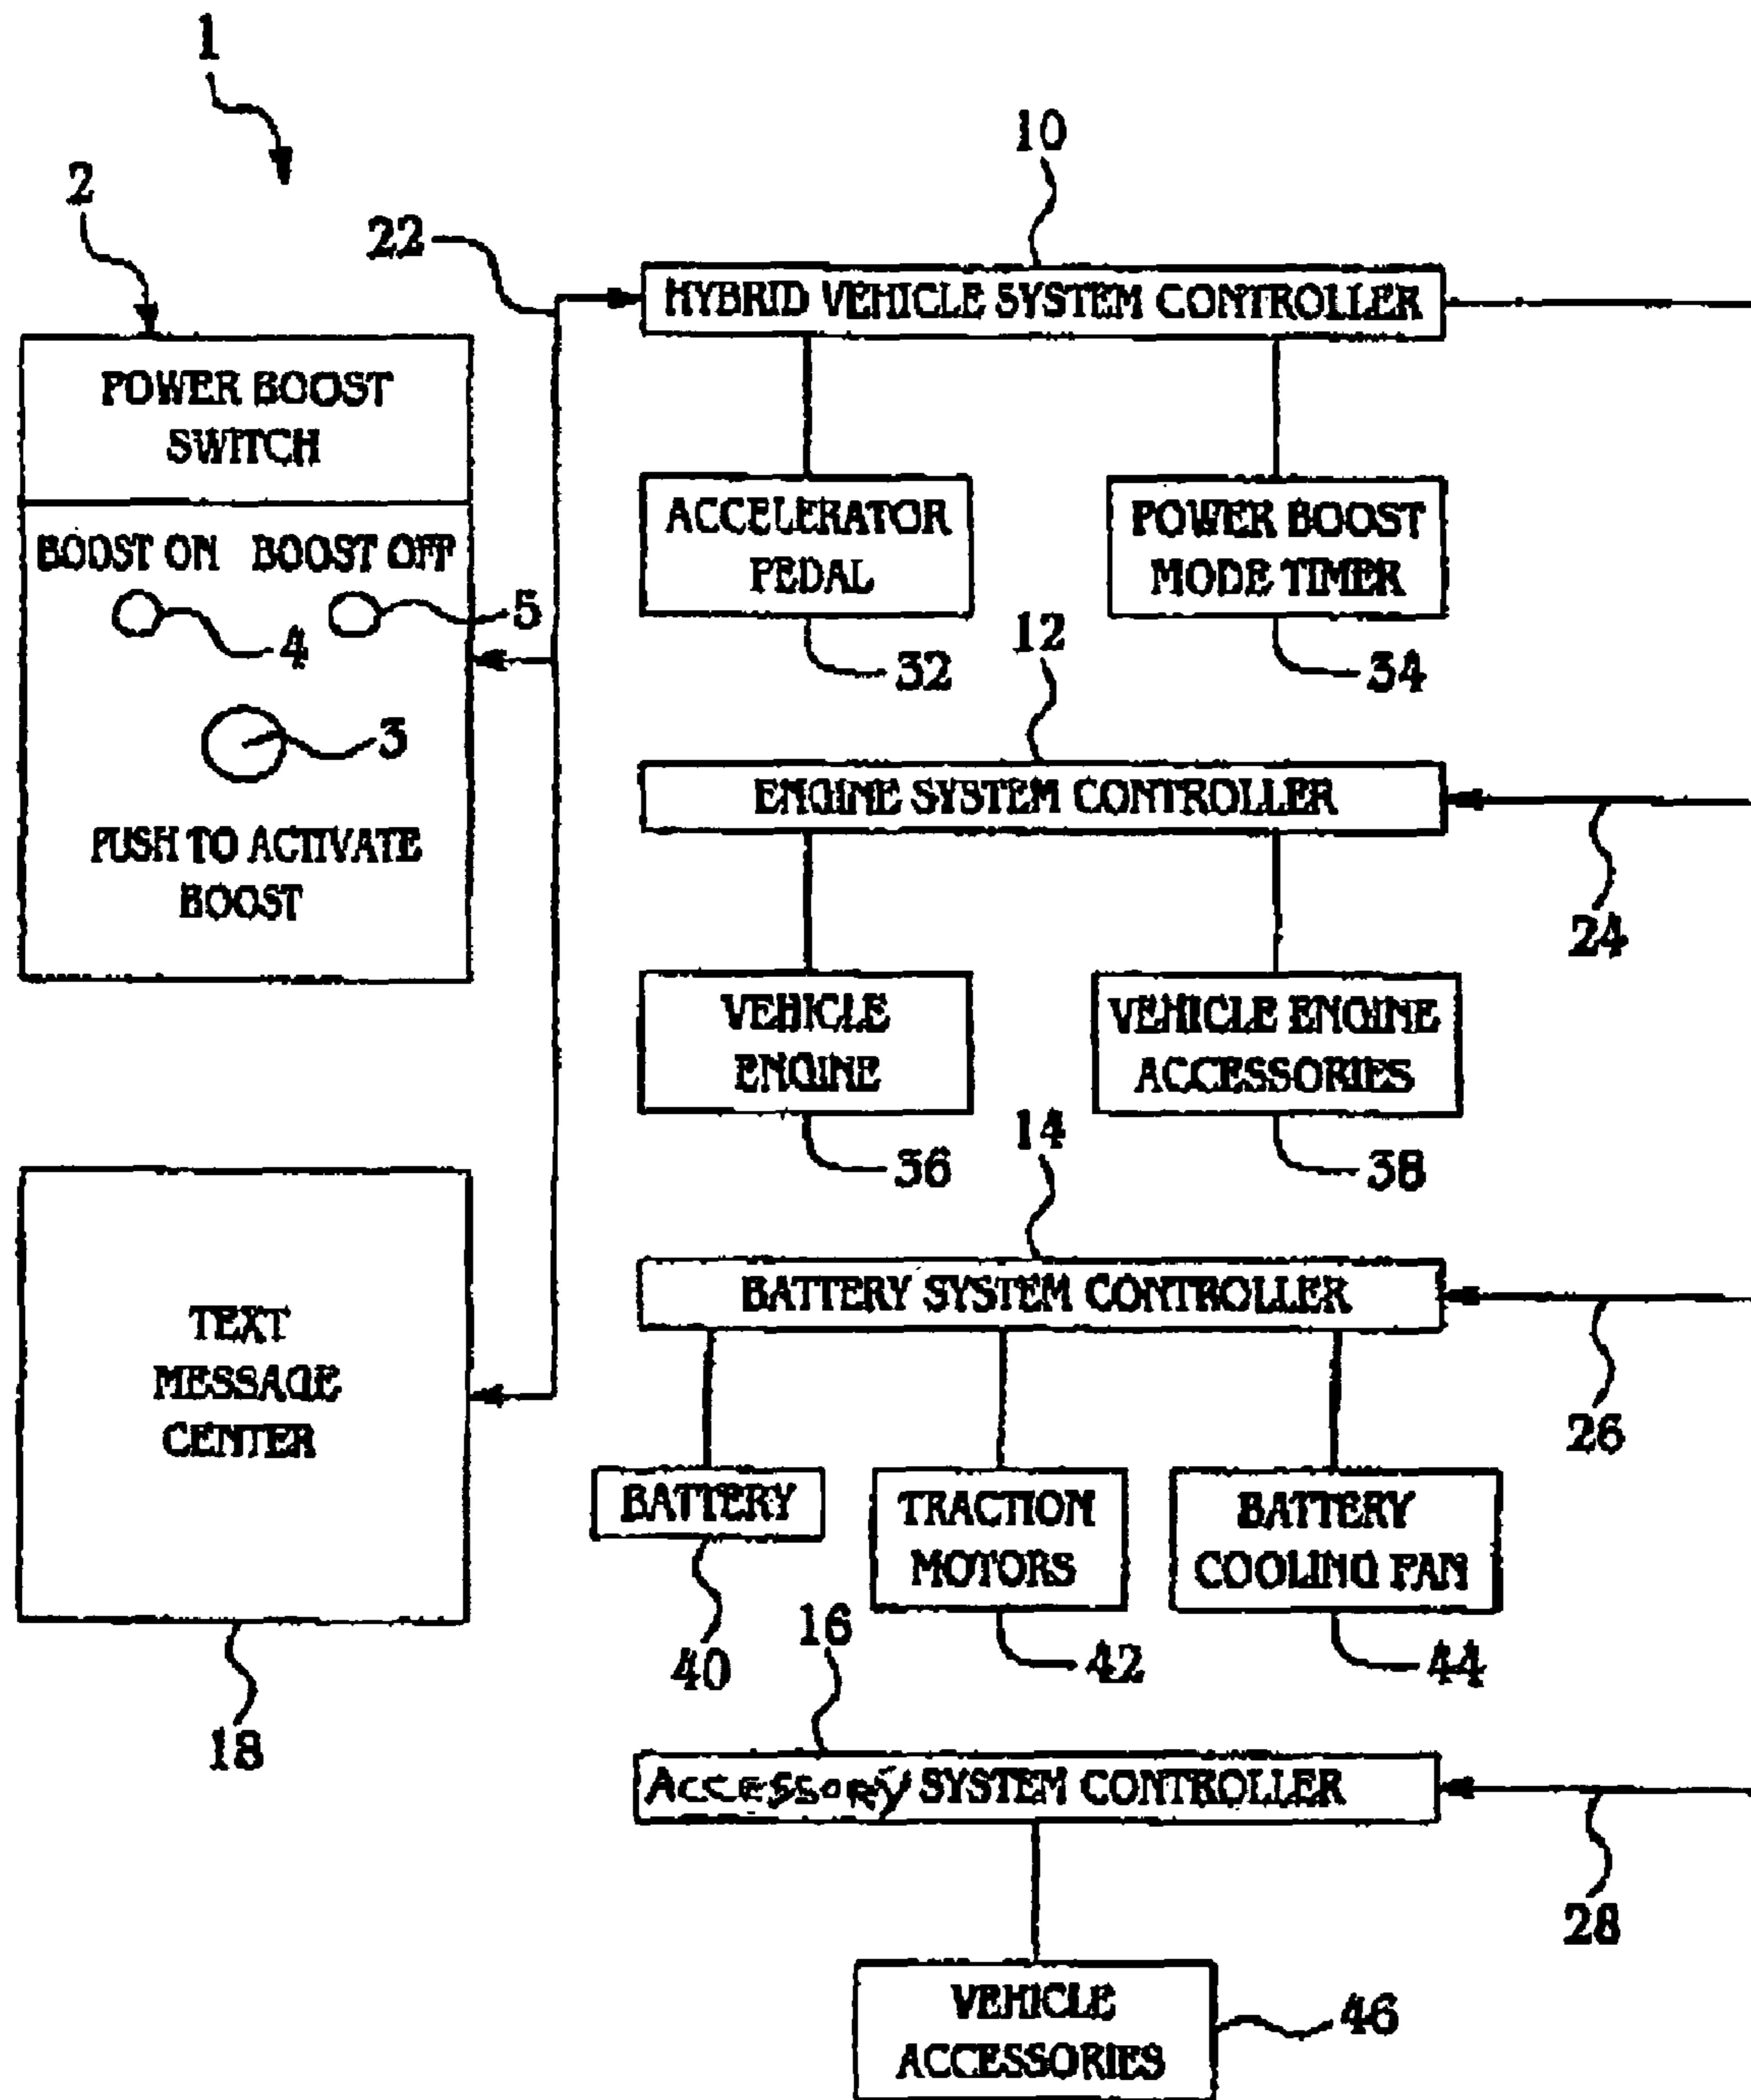 1
2
22
10
HYBRID VEHICLE SYSTEM CONTROLLER
POWER BOOST
SWITCH
BOOST ON BOOST OFF
4
5
3
PUSH TO ACTIVATE
BOOST
ACCELERATOR
PEDAL
32
POWER BOOST
MODE TIMER
34
12
ENGINE SYSTEM CONTROLLER
24
VEHICLE
ENGINE
36
VEHICLE ENGINE
ACCESSORIES
38
TEXT
MESSAGE
CENTER
18
14
BATTERY SYSTEM CONTROLLER
26
BATTERY
40
TRACTION
MOTORS
42
BATTERY
COOLING FAN
44
16
ACCESSORY SYSTEM CONTROLLER
28
VEHICLE
ACCESSORIES
46